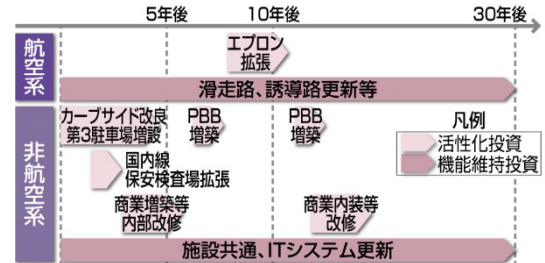 5年後 10年後 30年後
航空系
エプロン
拡張
滑走路、誘導路更新等
非航空系
カーブサイド改良
第3駐車場増設
PBB
増築
PBB
増築
凡例
活性化投資
機能維持投資
国内線
保安検査場拡張
商業増築等
内部改修
商業内装等
改修
施設共通、ITシステム更新